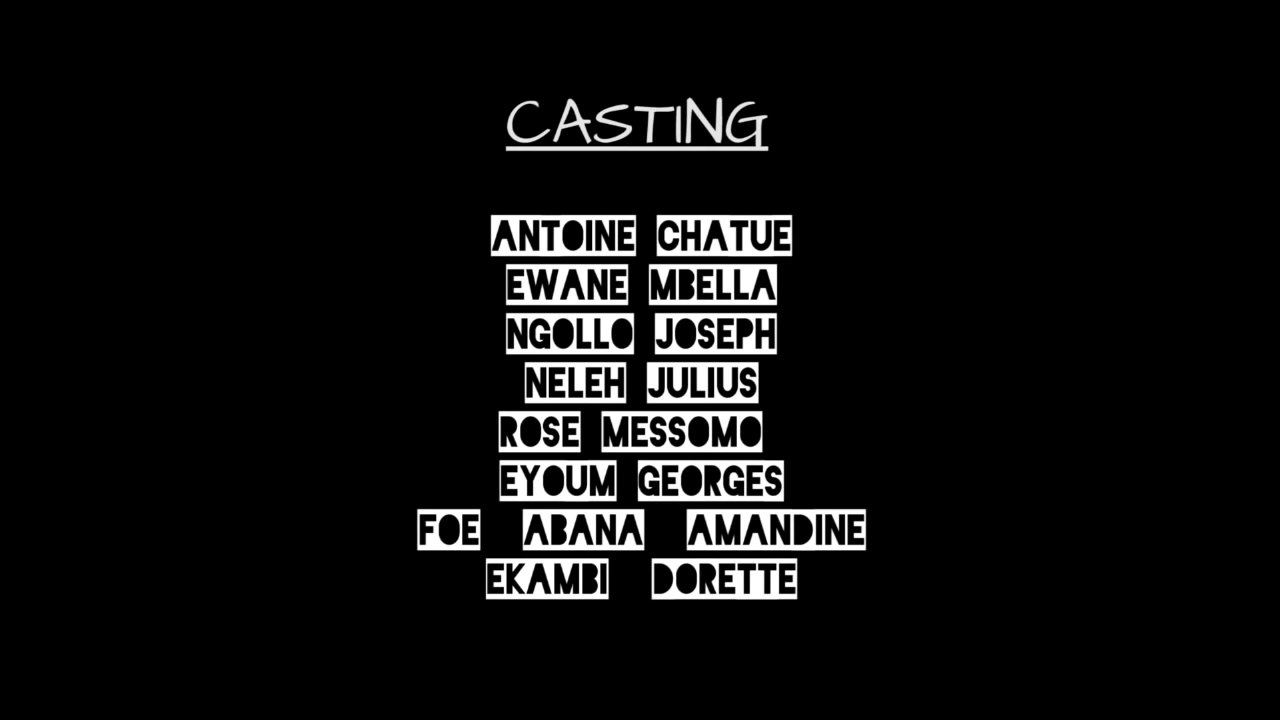 CASTING
ANTOINE CHATUE
EWANE MBELLA
NGOLLO JOSEPH
NELEH JULIUS
ROSE MESSOMO
EYOUM GEORGES
FOE ABANA AMANDINE
EKAMBI DORETTE